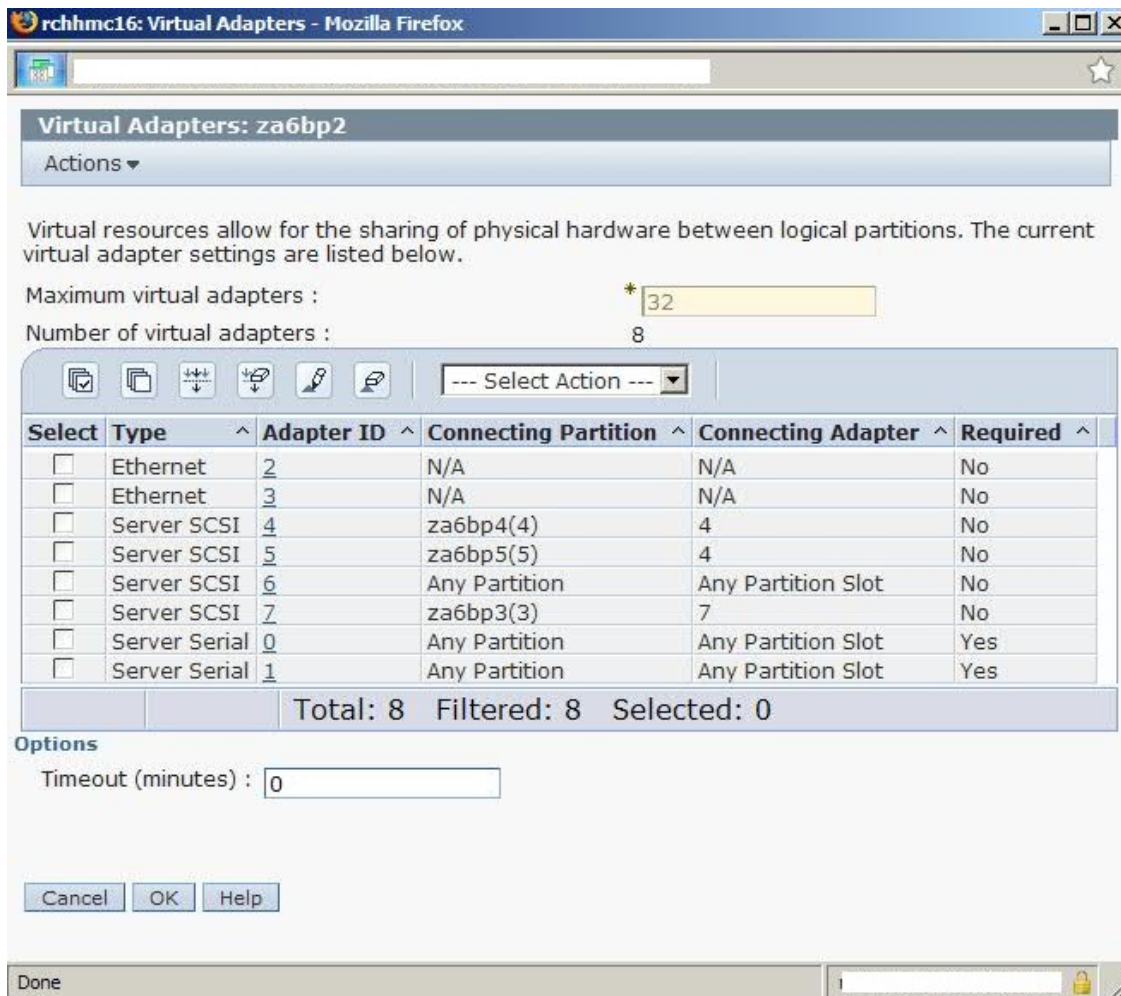 rchhmc16: Virtual Adapters - Mozilla Firefox
Virtual Adapters: za6bp2
Actions
Virtual resources allow for the sharing of physical hardware between logical partitions. The current
virtual adapter settings are listed below.
Maximum virtual adapters : * 32
Number of virtual adapters : 8
--- Select Action ---
Select Type ^ Adapter ID ^ Connecting Partition ^ Connecting Adapter ^ Required ^
Ethernet 2 N/A N/A No
Ethernet 3 N/A N/A No
Server SCSI 4 za6bp4(4) 4 No
Server SCSI 5 za6bp5(5) 4 No
Server SCSI 6 Any Partition Any Partition Slot No
Server SCSI 7 za6bp3(3) 7 No
Server Serial 0 Any Partition Any Partition Slot Yes
Server Serial 1 Any Partition Any Partition Slot Yes
Total: 8 Filtered: 8 Selected: 0
Options
Timeout (minutes) : 0
Cancel OK Help
Done